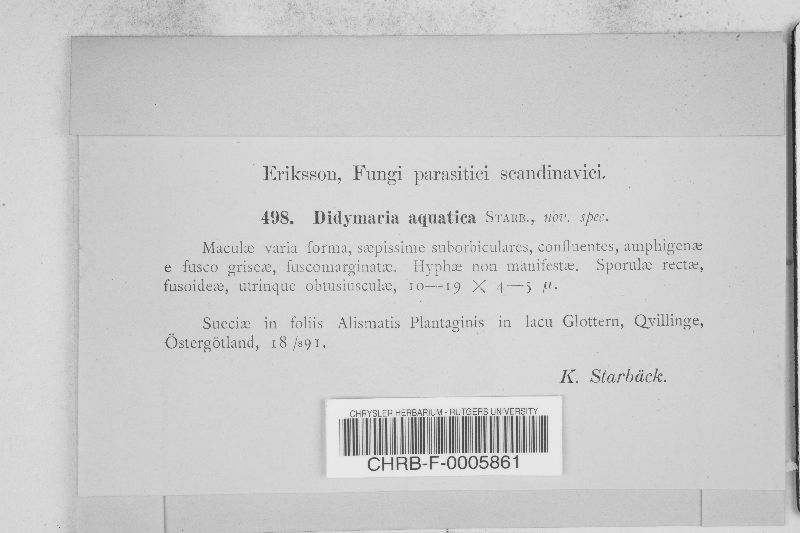 Eriksson, Fungi parasitici scandinavici.
498. Didymaria aquatica STARB., nov. spec.
Maculæ varia forma, sæpissime suborbiculares, confluentes, amphigenæ
e fusco griseæ, fuscomarginatæ. Hyphæ non manifestæ. Sporulæ rectæ,
fusoideæ, utrinque obtusiusculæ, 10—19 × 4—5 μ.
Sueciæ in foliis Alismatis Plantaginis in lacu Glottern, Qvillinge,
Östergötland, 18 /891.
K. Starbäck.
CHRYSLER HERBARIUM - RUTGERS UNIVERSITY
CHRB-F-0005861